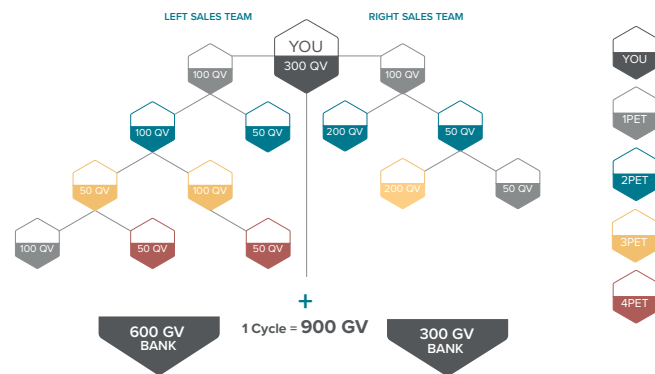 LEFT SALES TEAM
RIGHT SALES TEAM
YOU
300 QV
100 QV
100 QV
100 QV
50 QV
200 QV
50 QV
50 QV
100 QV
200 QV
50 QV
100 QV
50 QV
50 QV
YOU
1PET
2PET
3PET
4PET
+
1 Cycle = 900 GV
600 GV
BANK
300 GV
BANK